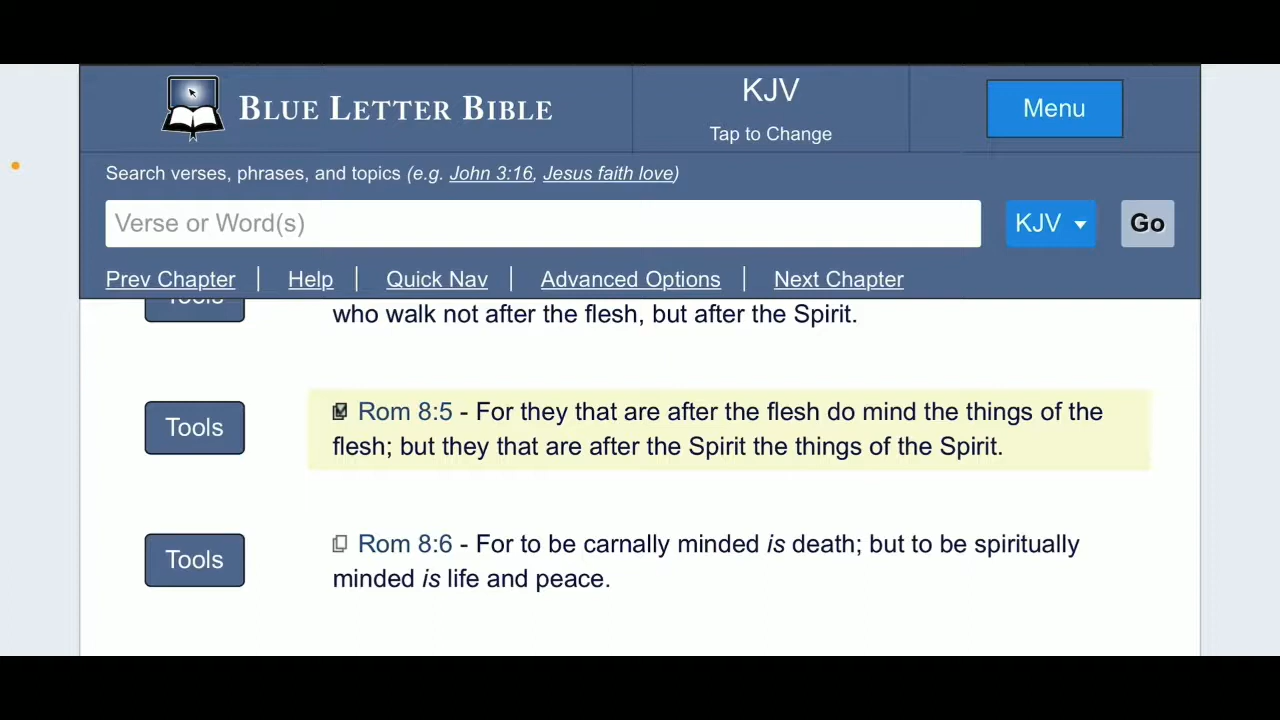 BLUE LETTER BIBLE
KJV
Tap to Change
Menu
Search verses, phrases, and topics (e.g. John 3:16, Jesus faith love)
Verse or Word(s)
KJV
Go
Prev Chapter | Help | Quick Nav | Advanced Options | Next Chapter
Tools
who walk not after the flesh, but after the Spirit.
Tools
Rom 8:5 - For they that are after the flesh do mind the things of the
flesh; but they that are after the Spirit the things of the Spirit.
Tools
Rom 8:6 - For to be carnally minded is death; but to be spiritually
minded is life and peace.